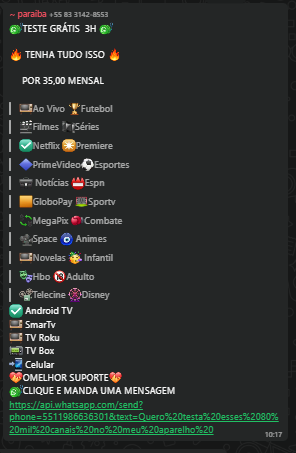 ~ paraiba +55 83 3142-8553
🐲TESTE GRÁTIS 3H 🐲
🔥 TENHA TUDO ISSO 🔥
POR 35,00 MENSAL
📼Ao Vivo 🏆Futebol
🎬Filmes 📽Séries
✅Netflix ✴Premiere
🔷PrimeVideo⚽Esportes
📹 Notícias 📛Espn
🟧GloboPay 📺Sportv
MegaPix 🥊Combate
Space 🧿 Animes
📼Novelas Infantil
Hbo 🔞Adulto
📽Telecine Disney
✅ Android TV
📼 SmarTv
📼 TV Roku
📟 TV Box
📲 Celular
💖OMELHOR SUPORTE💖
🐲CLIQUE E MANDA UMA MENSAGEM
https://api.whatsapp.com/send?
phone=5511986636301&text=Quero%20testa%20esses%2080%
20mil%20canais%20no%20meu%20aparelho%20
10:17